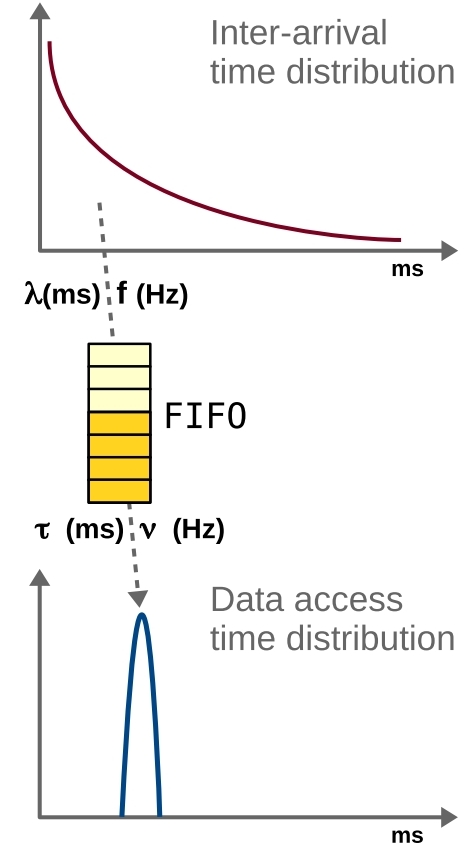 Inter-arrival
time distribution
ms
λ(ms) f (Hz)
FIFO
τ (ms) ν (Hz)
Data access
time distribution
ms